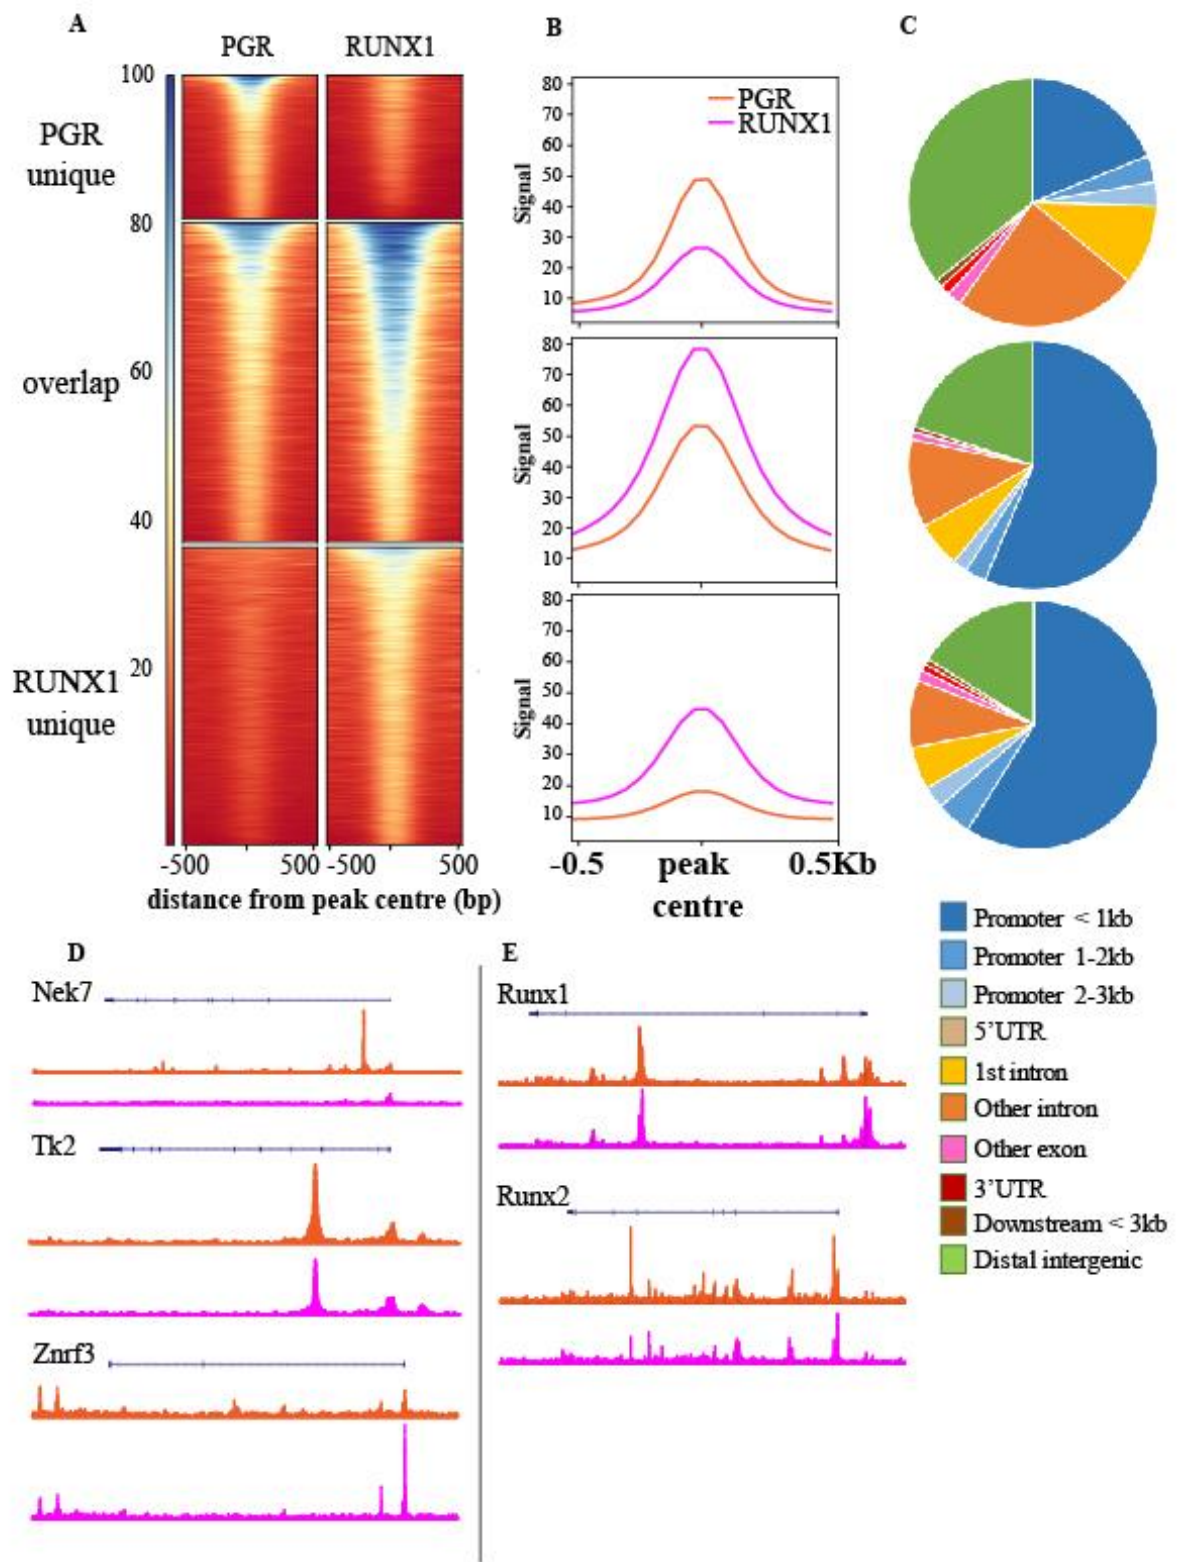 A
B
C
PGR
RUNX1
100
80
60
40
20
PGR
unique
overlap
RUNX1
unique
-500
500
-500
500
distance from peak centre (bp)
80
70
60
50
40
30
20
10
Signal
PGR
RUNX1
80
70
60
50
40
30
20
10
Signal
80
70
60
50
40
30
20
10
Signal
-0.5
peak
centre
0.5Kb
Promoter < 1kb
Promoter 1-2kb
Promoter 2-3kb
5'UTR
1st intron
Other intron
Other exon
3'UTR
Downstream < 3kb
Distal intergenic
D
Nek7
Tk2
Znrf3
E
Runx1
Runx2